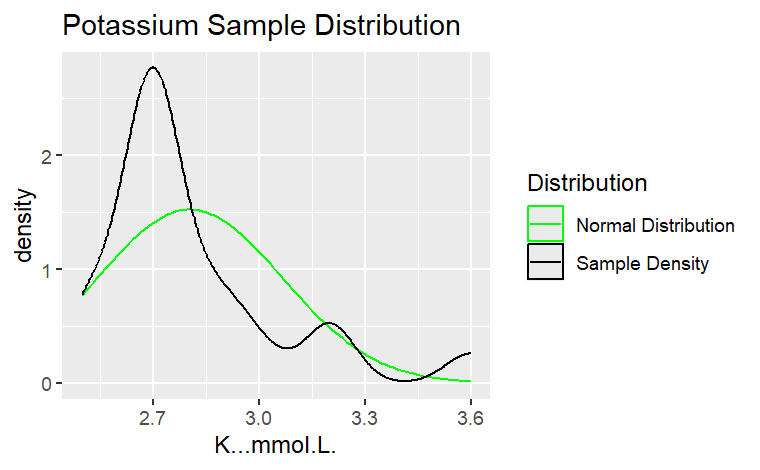 Potassium Sample Distribution
density
2
1
0
2.7 3.0 3.3 3.6
K...mmol.L.
Distribution
Normal Distribution
Sample Density